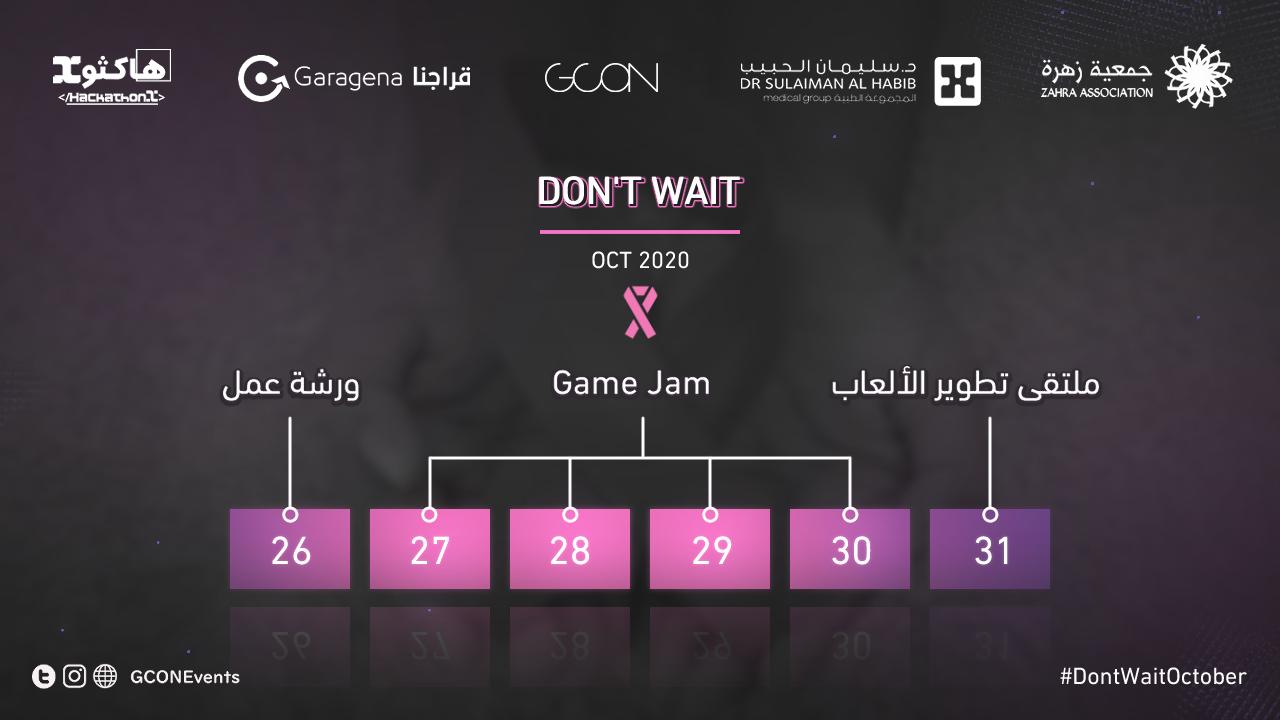 هاكثون
</HackathonX>
Garagena قراجنا
GCON
د.سليمان الحبيب
DR SULAIMAN AL HABIB
medical group المجموعة الطبية
جمعية زهرة
ZAHRA ASSOCIATION
DON'T WAIT
OCT 2020
ورشة عمل
Game Jam
ملتقى تطوير الألعاب
26 27 28 29 30 31
GCONEvents
#DontWaitOctober